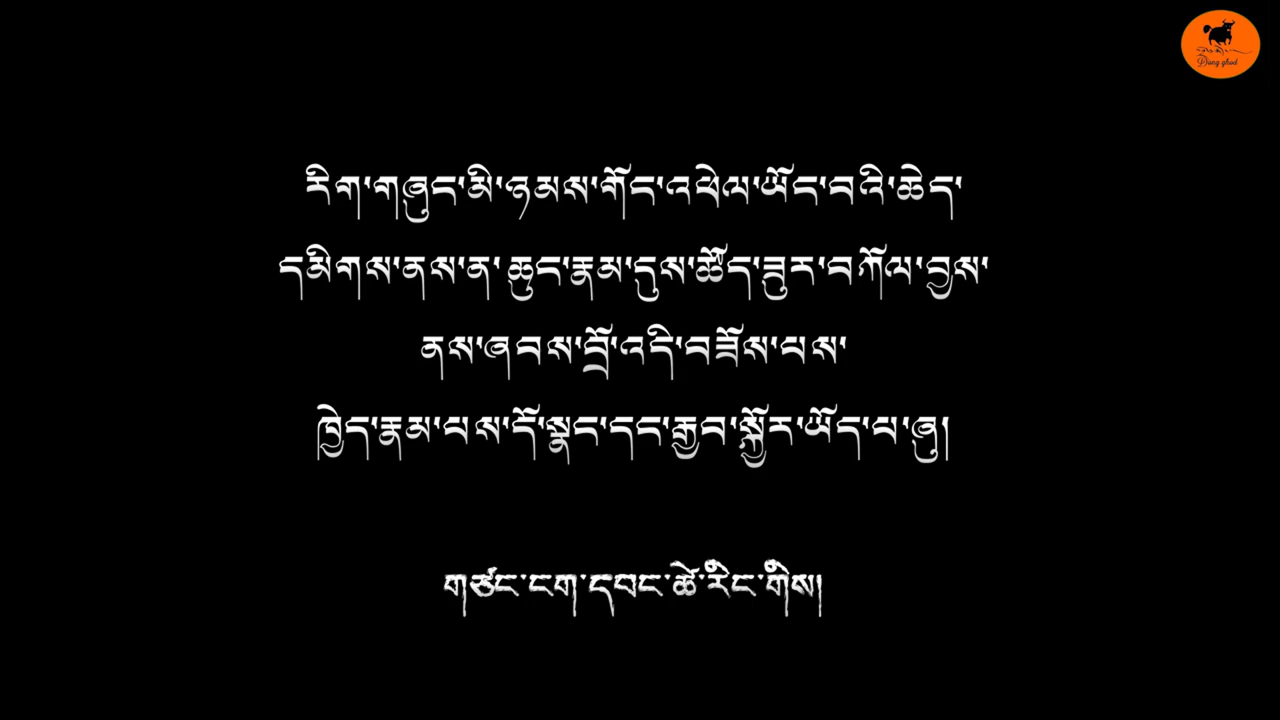 རིག་གཞུང་མི་ཉམས་གོང་འཕེལ་ཡོང་བའི་ཆེད་
དམིགས་ནས་ན་ཆུང་རྣམ་དུས་ཚོད་ཟུར་བཀོལ་བྱས་
ནས་ཞབས་བྲོ་འདི་བཟོས་པས་
ཁྱེད་རྣམ་པས་དོ་སྣང་དང་རྒྱབ་སྐྱོར་ཡོད་པ་ཞུ།
གཙང་ངག་དབང་ཚེ་རིང་གིས།